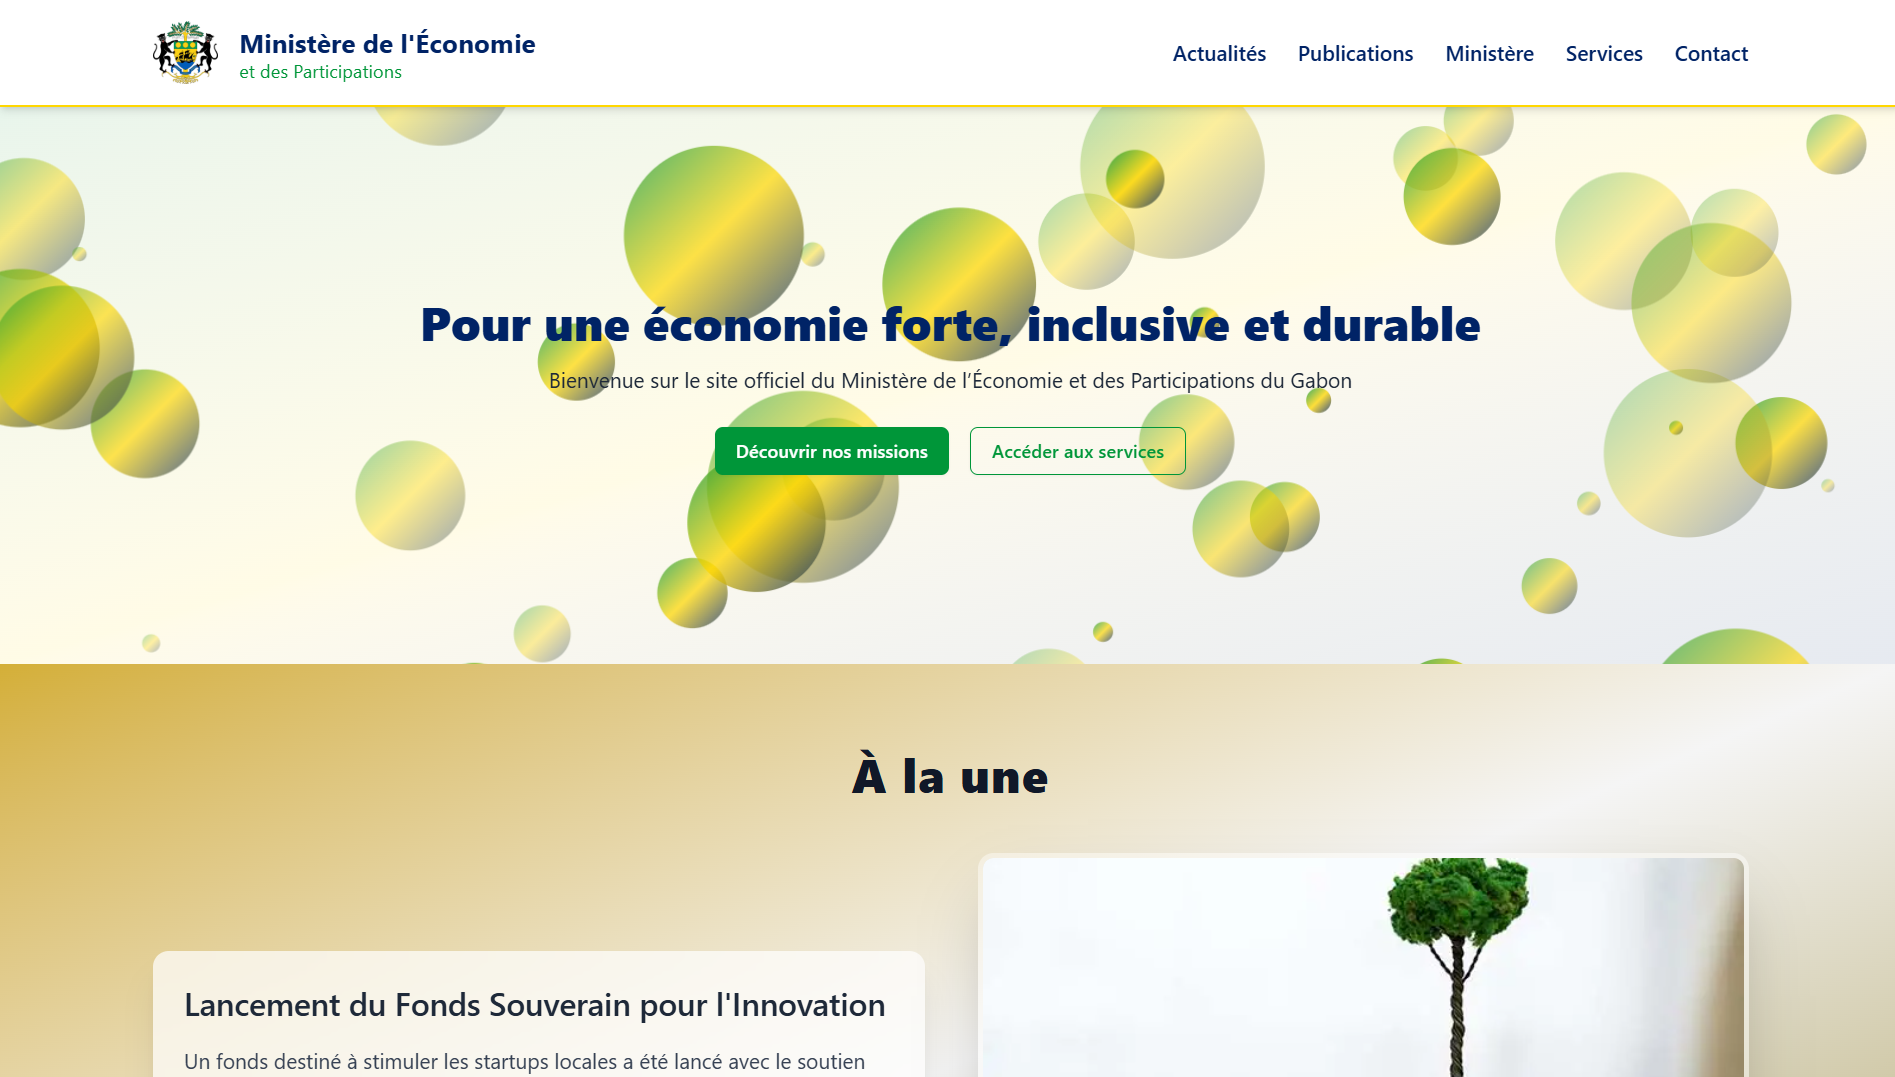 Ministère de l'Économie
et des Participations
Actualités Publications Ministère Services Contact
Pour une économie forte, inclusive et durable
Bienvenue sur le site officiel du Ministère de l’Économie et des Participations du Gabon
Découvrir nos missions
Accéder aux services
À la une
Lancement du Fonds Souverain pour l'Innovation
Un fonds destiné à stimuler les startups locales a été lancé avec le soutien